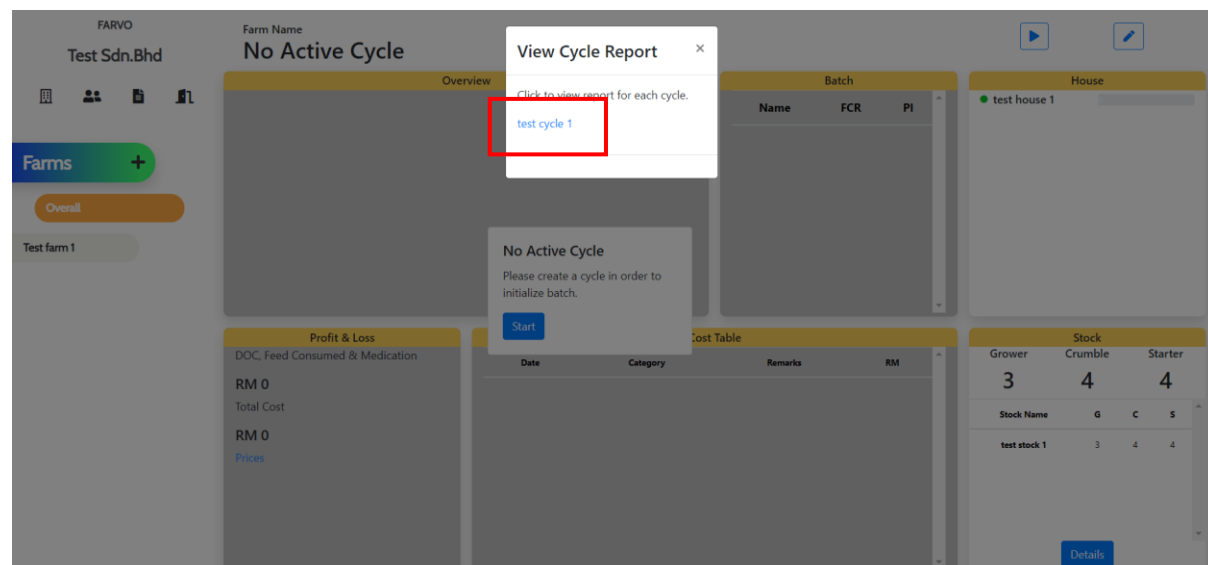 FARVO
Test Sdn.Bhd
Farms +
Overall
Test farm 1
Farm Name
No Active Cycle
Overview
View Cycle Report ×
Click to view report for each cycle.
test cycle 1
No Active Cycle
Please create a cycle in order to
initialize batch.
Start
Batch
Name FCR PI
House
test house 1
Profit & Loss
DOC, Feed Consumed & Medication
RM 0
Total Cost
RM 0
Prices
Cost Table
Date Category Remarks RM
Stock
Grower Crumble Starter
3 4 4
Stock Name G C S
test stock 1 3 4 4
Details